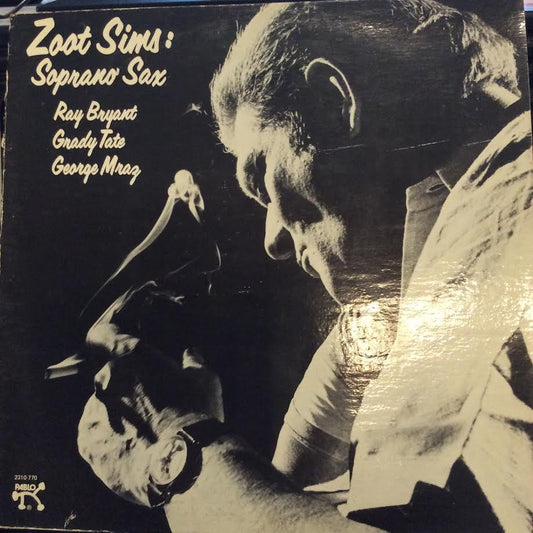 Zoot Sims:
Soprano Sax
Ray Bryant
Grady Tate
George Mraz
2310 770
PABLO
®